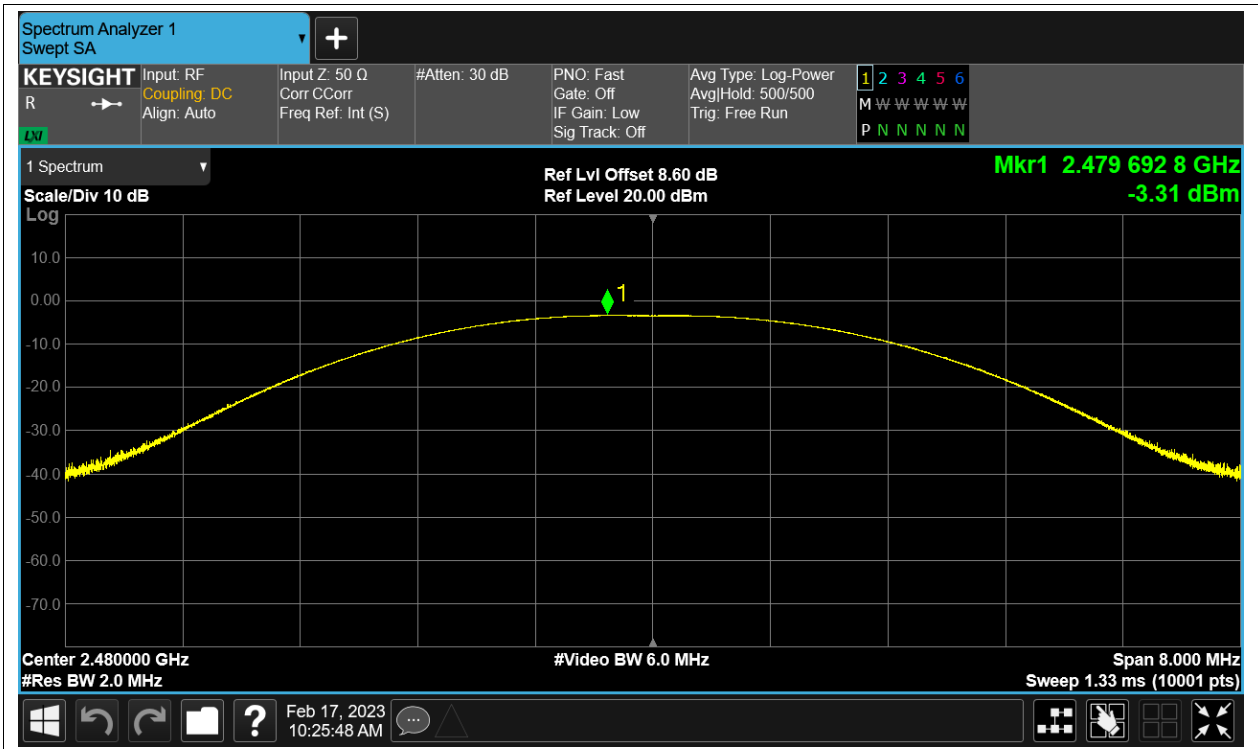 Spectrum Analyzer 1
Swept SA
KEYSIGHT
R
LXI
Input: RF
Coupling: DC
Align: Auto
Input Z: 50 Ω
Corr CCorr
Freq Ref: Int (S)
#Atten: 30 dB
PNO: Fast
Gate: Off
IF Gain: Low
Sig Track: Off
Avg Type: Log-Power
Avg|Hold: 500/500
Trig: Free Run
1 2 3 4 5 6
M W W W W W
P N N N N N
1 Spectrum
Scale/Div 10 dB
Log
Ref Lvl Offset 8.60 dB
Ref Level 20.00 dBm
Mkr1 2.479 692 8 GHz
-3.31 dBm
10.0
0.00
-10.0
-20.0
-30.0
-40.0
-50.0
-60.0
-70.0
1
Center 2.480000 GHz
#Res BW 2.0 MHz
#Video BW 6.0 MHz
Span 8.000 MHz
Sweep 1.33 ms (10001 pts)
?
Feb 17, 2023
10:25:48 AM